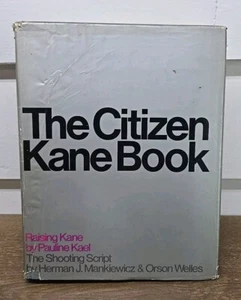 The Citizen
Kane Book
Raising Kane
by Pauline Kael
The Shooting Script
by Herman J. Mankiewicz & Orson Welles